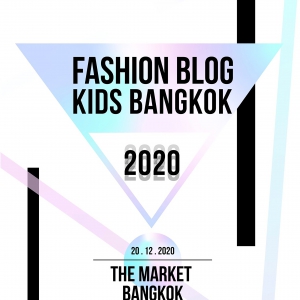 FASHION BLOG
KIDS BANGKOK
2020
20 . 12 . 2020
THE MARKET
BANGKOK